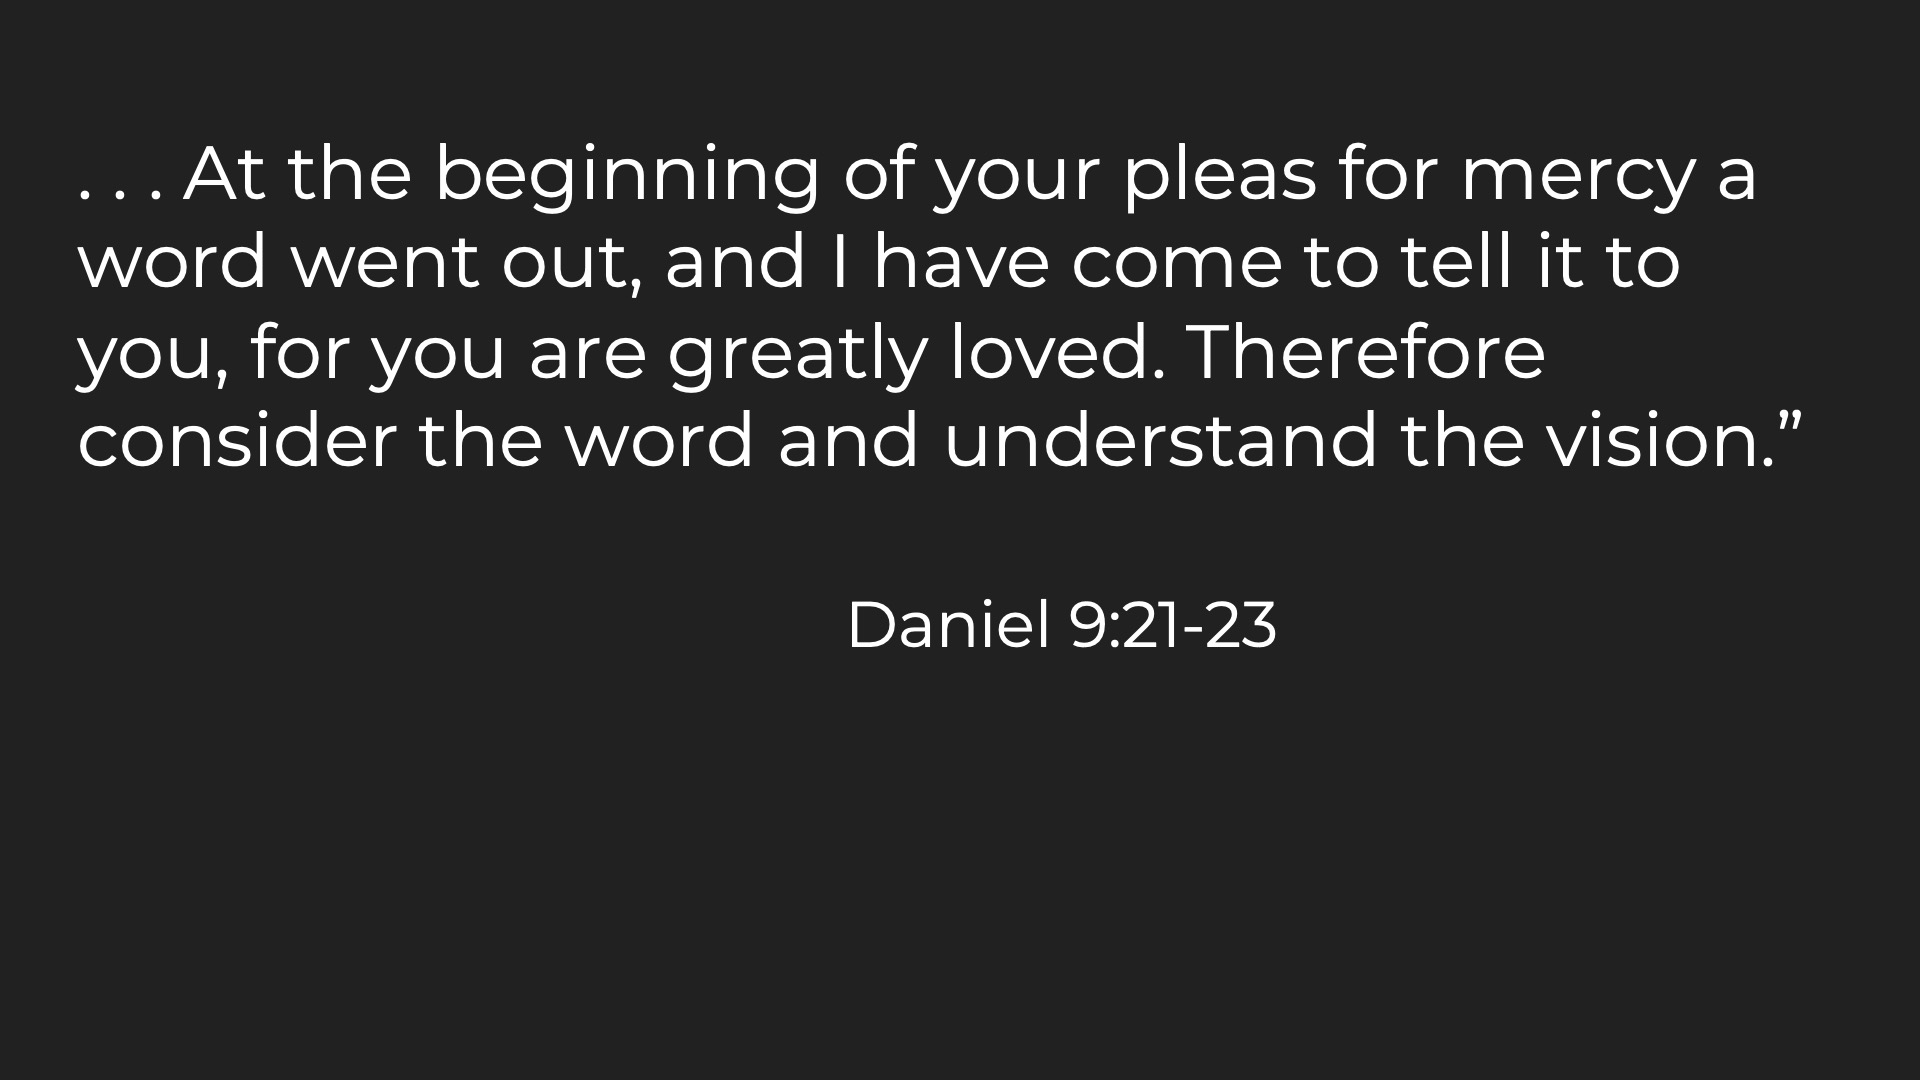 . . . At the beginning of your pleas for mercy a
word went out, and I have come to tell it to
you, for you are greatly loved. Therefore
consider the word and understand the vision.”
Daniel 9:21-23